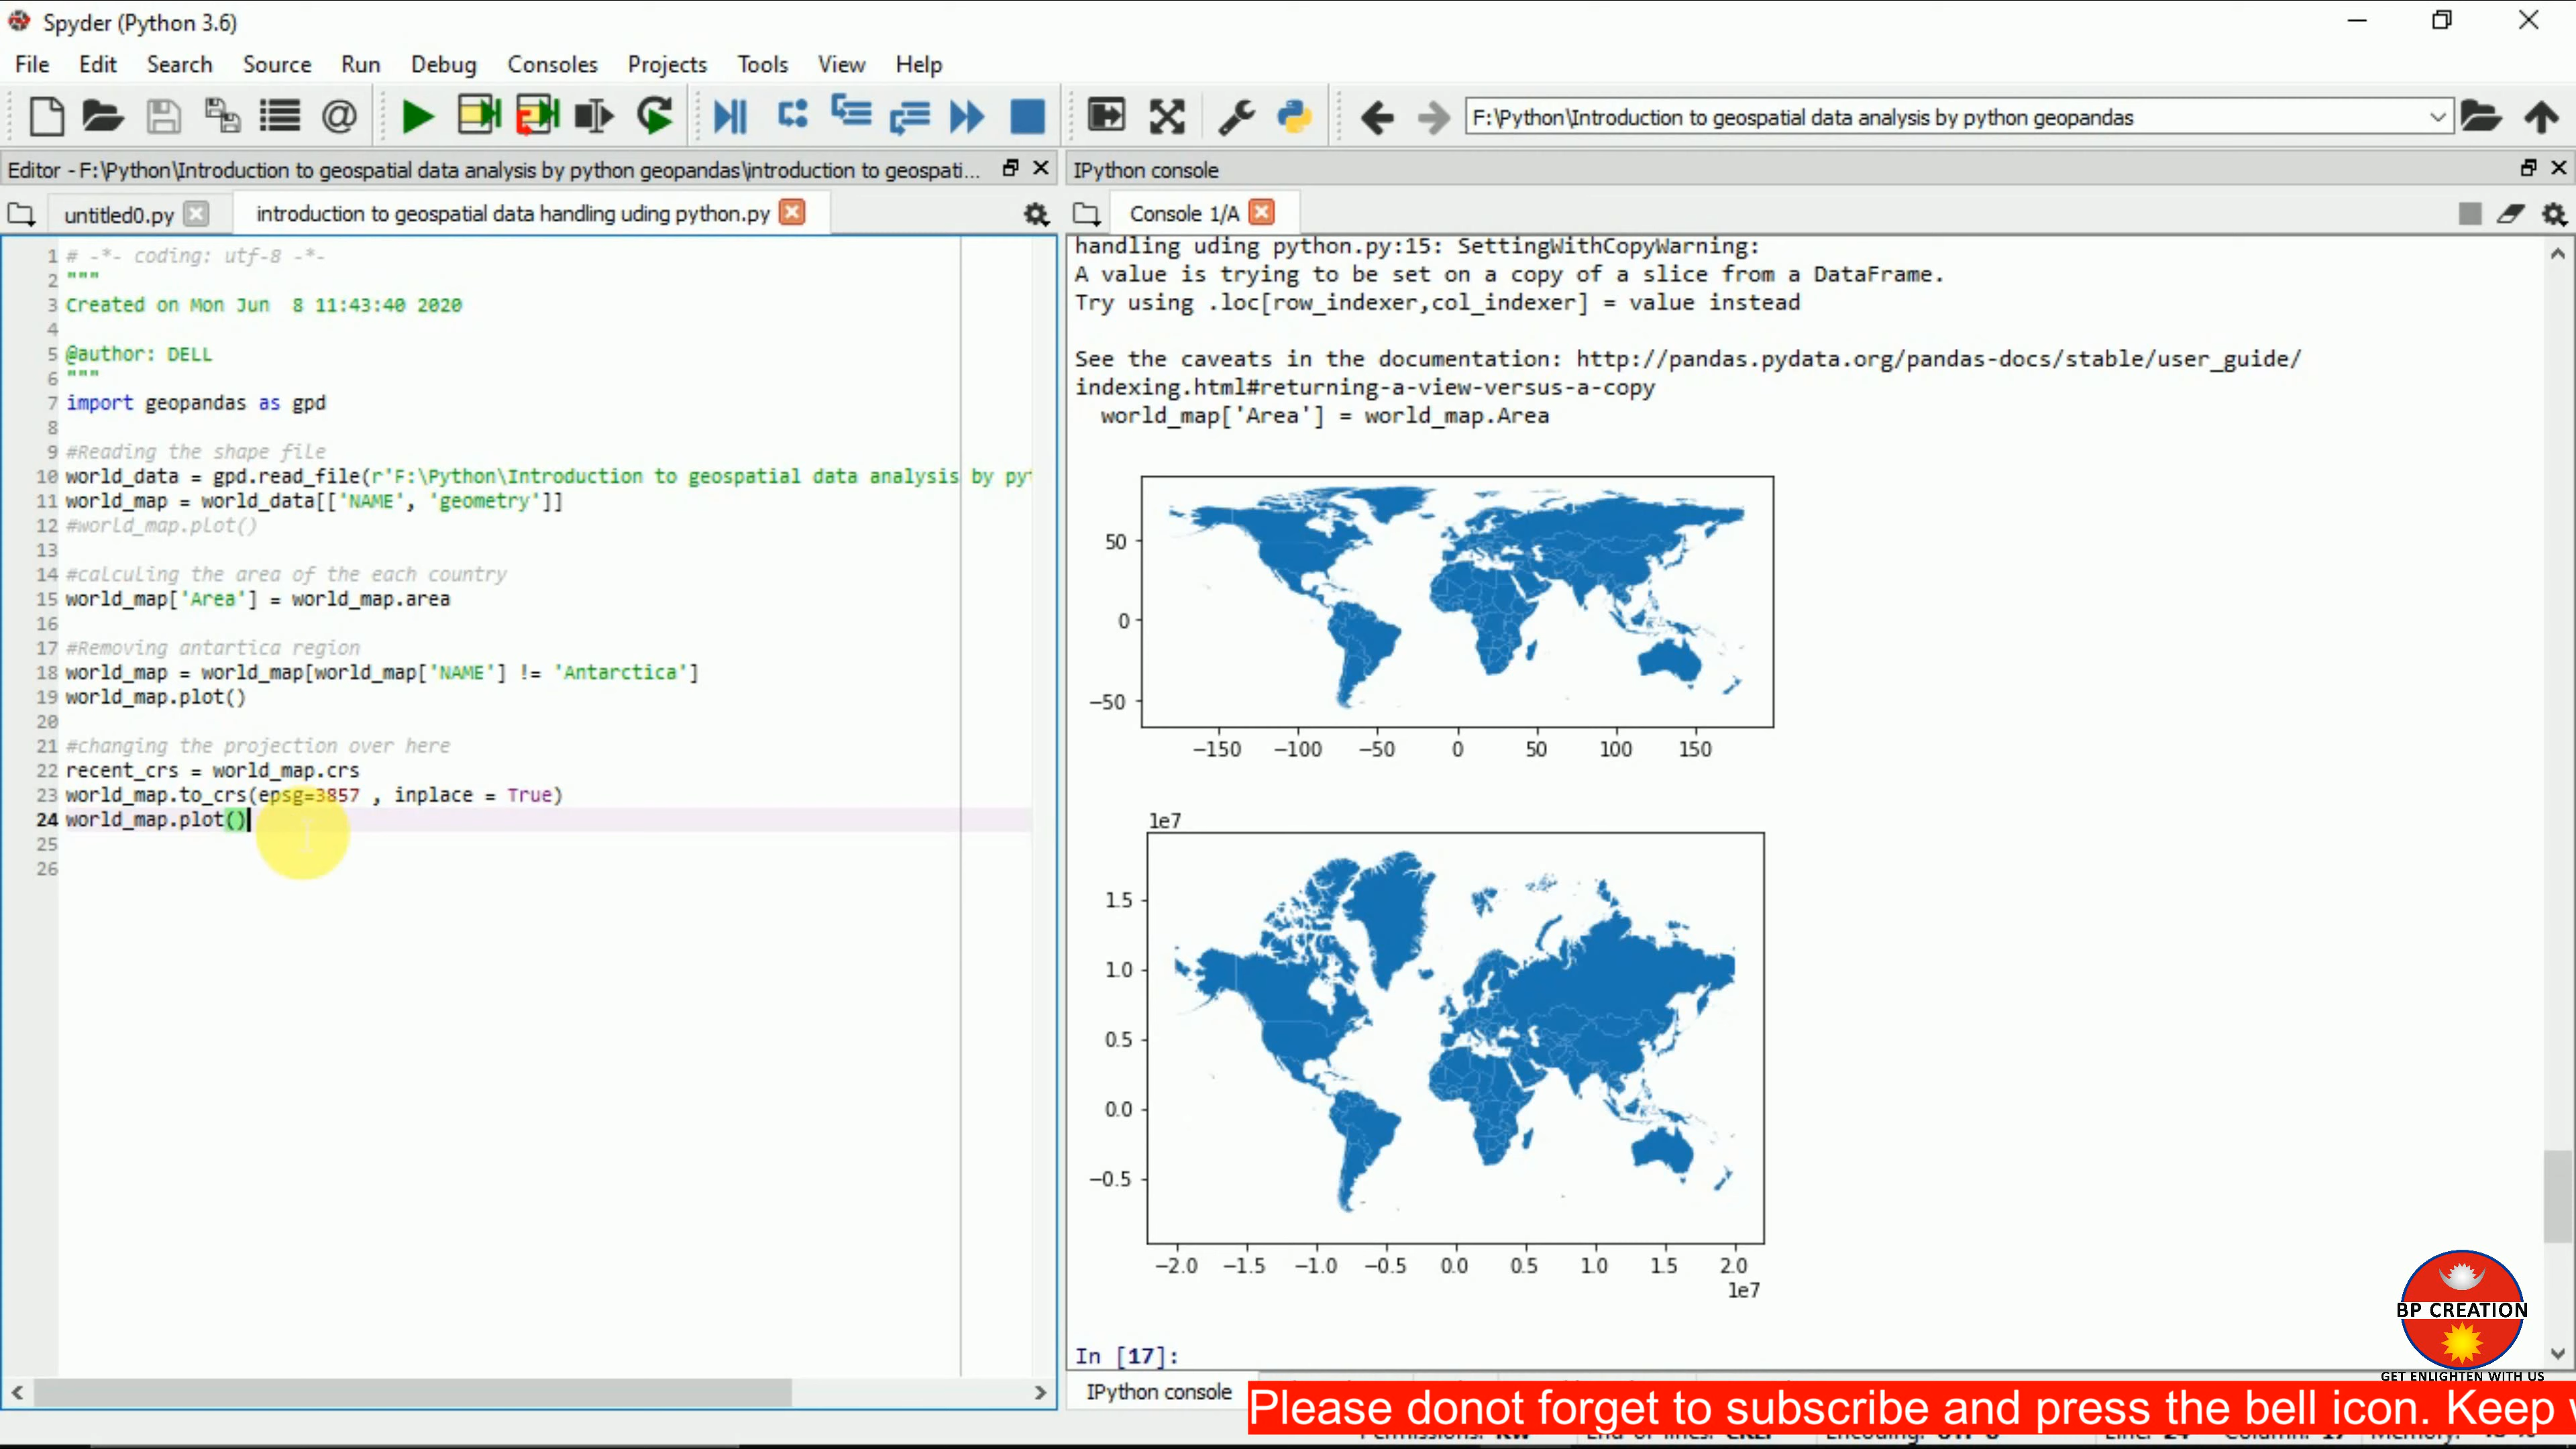 Spyder (Python 3.6)
File Edit Search Source Run Debug Consoles Projects Tools View Help
F:\Python\Introduction to geospatial data analysis by python geopandas
Editor - F:\Python\Introduction to geospatial data analysis by python geopandas\introduction to geospati...
IPython console
untitled0.py
introduction to geospatial data handling uding python.py
Console 1/A
1 # -*- coding: utf-8 -*-
2 """
3 Created on Mon Jun  8 11:43:40 2020
4
5 @author: DELL
6 """
7 import geopandas as gpd
8
9 #Reading the shape file
10 world_data = gpd.read_file(r'F:\Python\Introduction to geospatial data analysis by pyt
11 world_map = world_data[['NAME', 'geometry']]
12 #world_map.plot()
13
14 #calculing the area of the each country
15 world_map['Area'] = world_map.area
16
17 #Removing antartica region
18 world_map = world_map[world_map['NAME'] != 'Antarctica']
19 world_map.plot()
20
21 #changing the projection over here
22 recent_crs = world_map.crs
23 world_map.to_crs(epsg=3857 , inplace = True)
24 world_map.plot()
25
26
handling uding python.py:15: SettingWithCopyWarning:
A value is trying to be set on a copy of a slice from a DataFrame.
Try using .loc[row_indexer,col_indexer] = value instead
See the caveats in the documentation: http://pandas.pydata.org/pandas-docs/stable/user_guide/
indexing.html#returning-a-view-versus-a-copy
world_map['Area'] = world_map.Area
50
0
−50
−150 −100 −50 0 50 100 150
1e7
1.5
1.0
0.5
0.0
−0.5
−2.0 −1.5 −1.0 −0.5 0.0 0.5 1.0 1.5 2.0
1e7
In [17]:
IPython console
BP CREATION
GET ENLIGHTEN WITH US
Please donot forget to subscribe and press the bell icon. Keep